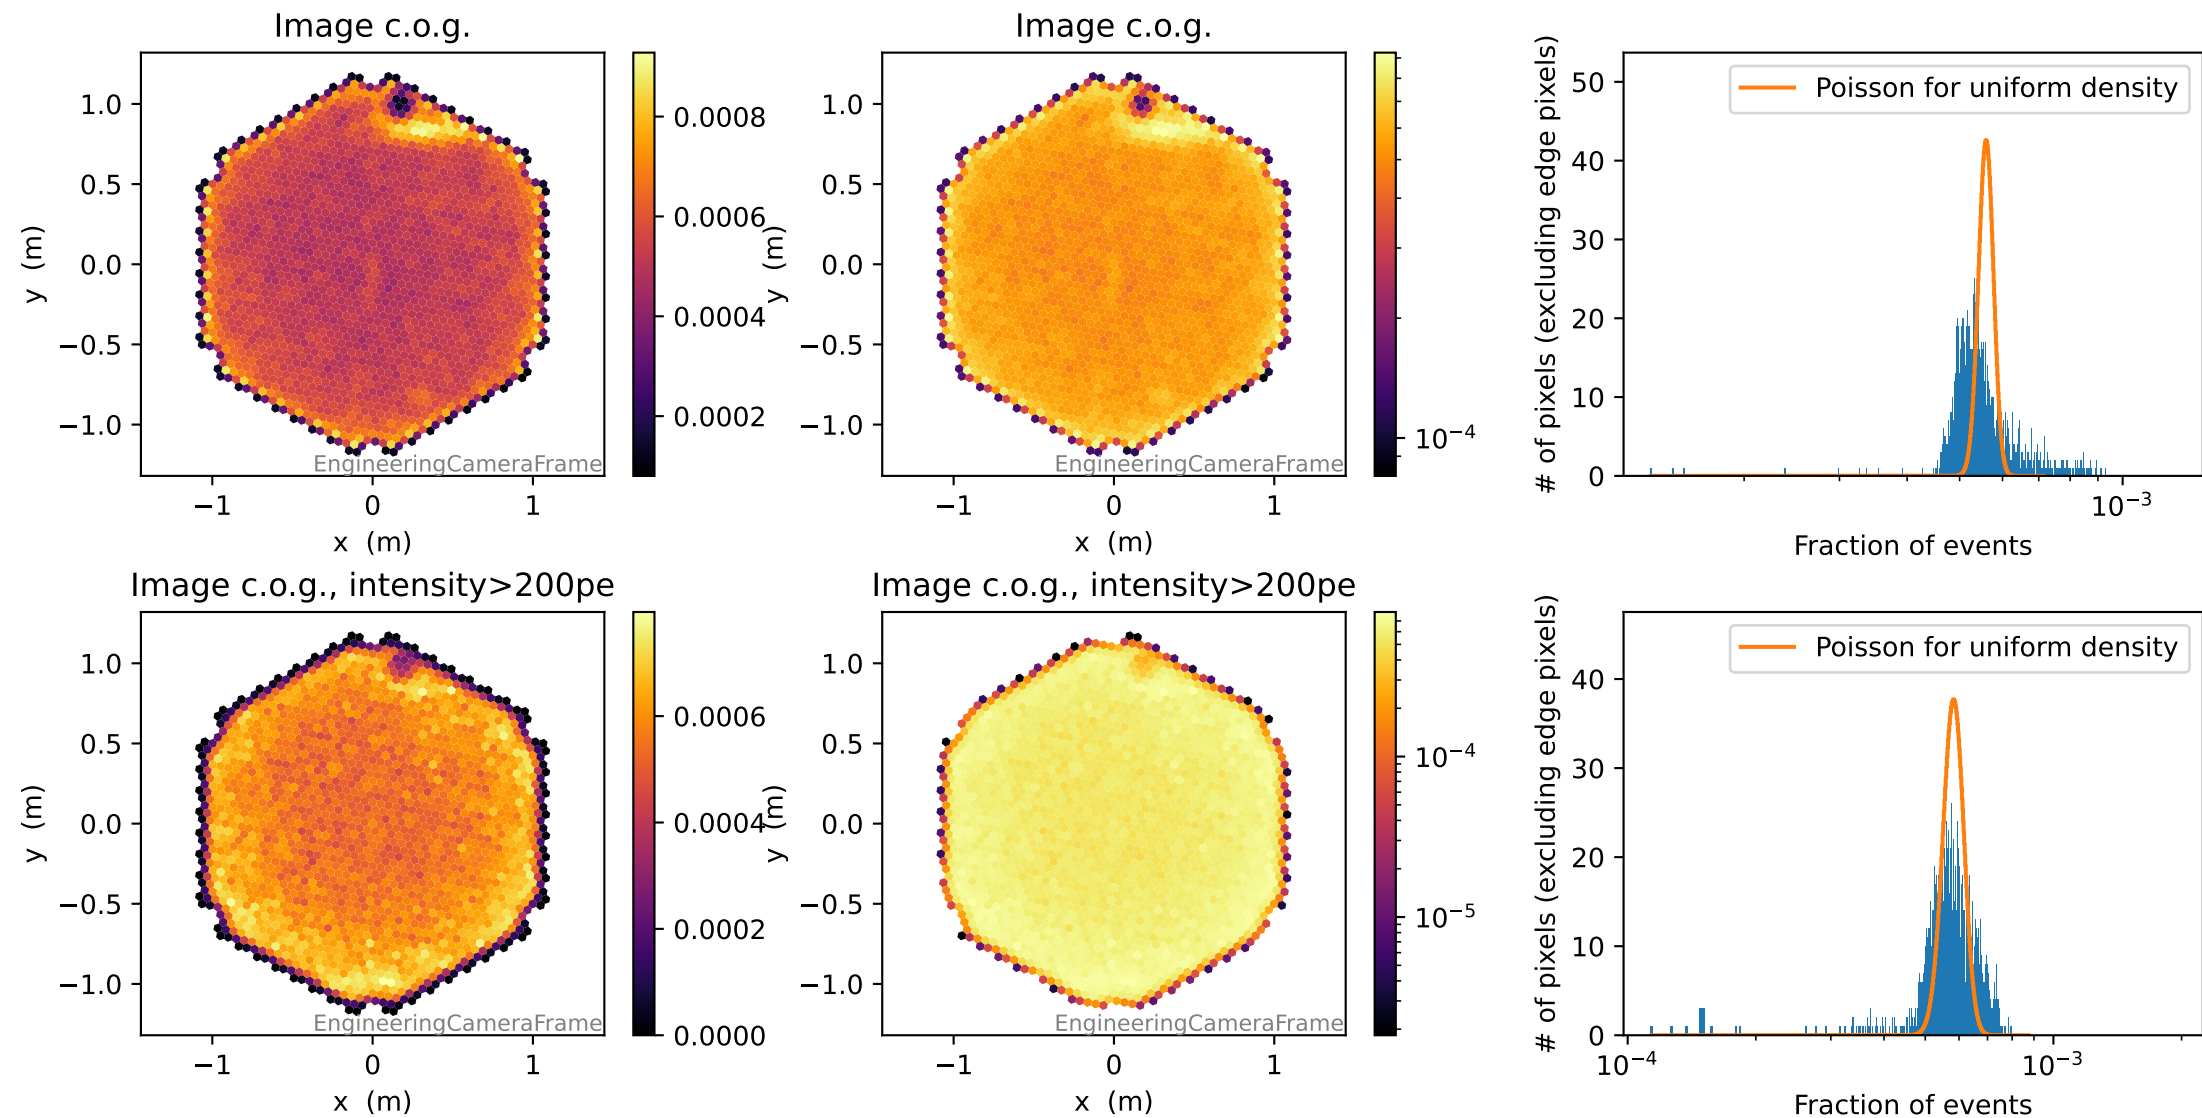 Image c.o.g.
1.0
0.5
0.0
−0.5
−1.0
y (m)
−1
0
1
x (m)
EngineeringCameraFrame
0.0008
0.0006
0.0004
0.0002
Image c.o.g.
1.0
0.5
0.0
−0.5
−1.0
y (m)
−1
0
1
x (m)
EngineeringCameraFrame
10−4
Poisson for uniform density
50
40
30
20
10
0
# of pixels (excluding edge pixels)
10−3
Fraction of events
Image c.o.g., intensity>200pe
1.0
0.5
0.0
−0.5
−1.0
y (m)
−1
0
1
x (m)
EngineeringCameraFrame
0.0006
0.0004
0.0002
0.0000
Image c.o.g., intensity>200pe
1.0
0.5
0.0
−0.5
−1.0
y (m)
−1
0
1
x (m)
EngineeringCameraFrame
10−4
10−5
Poisson for uniform density
40
30
20
10
0
# of pixels (excluding edge pixels)
10−4
10−3
Fraction of events